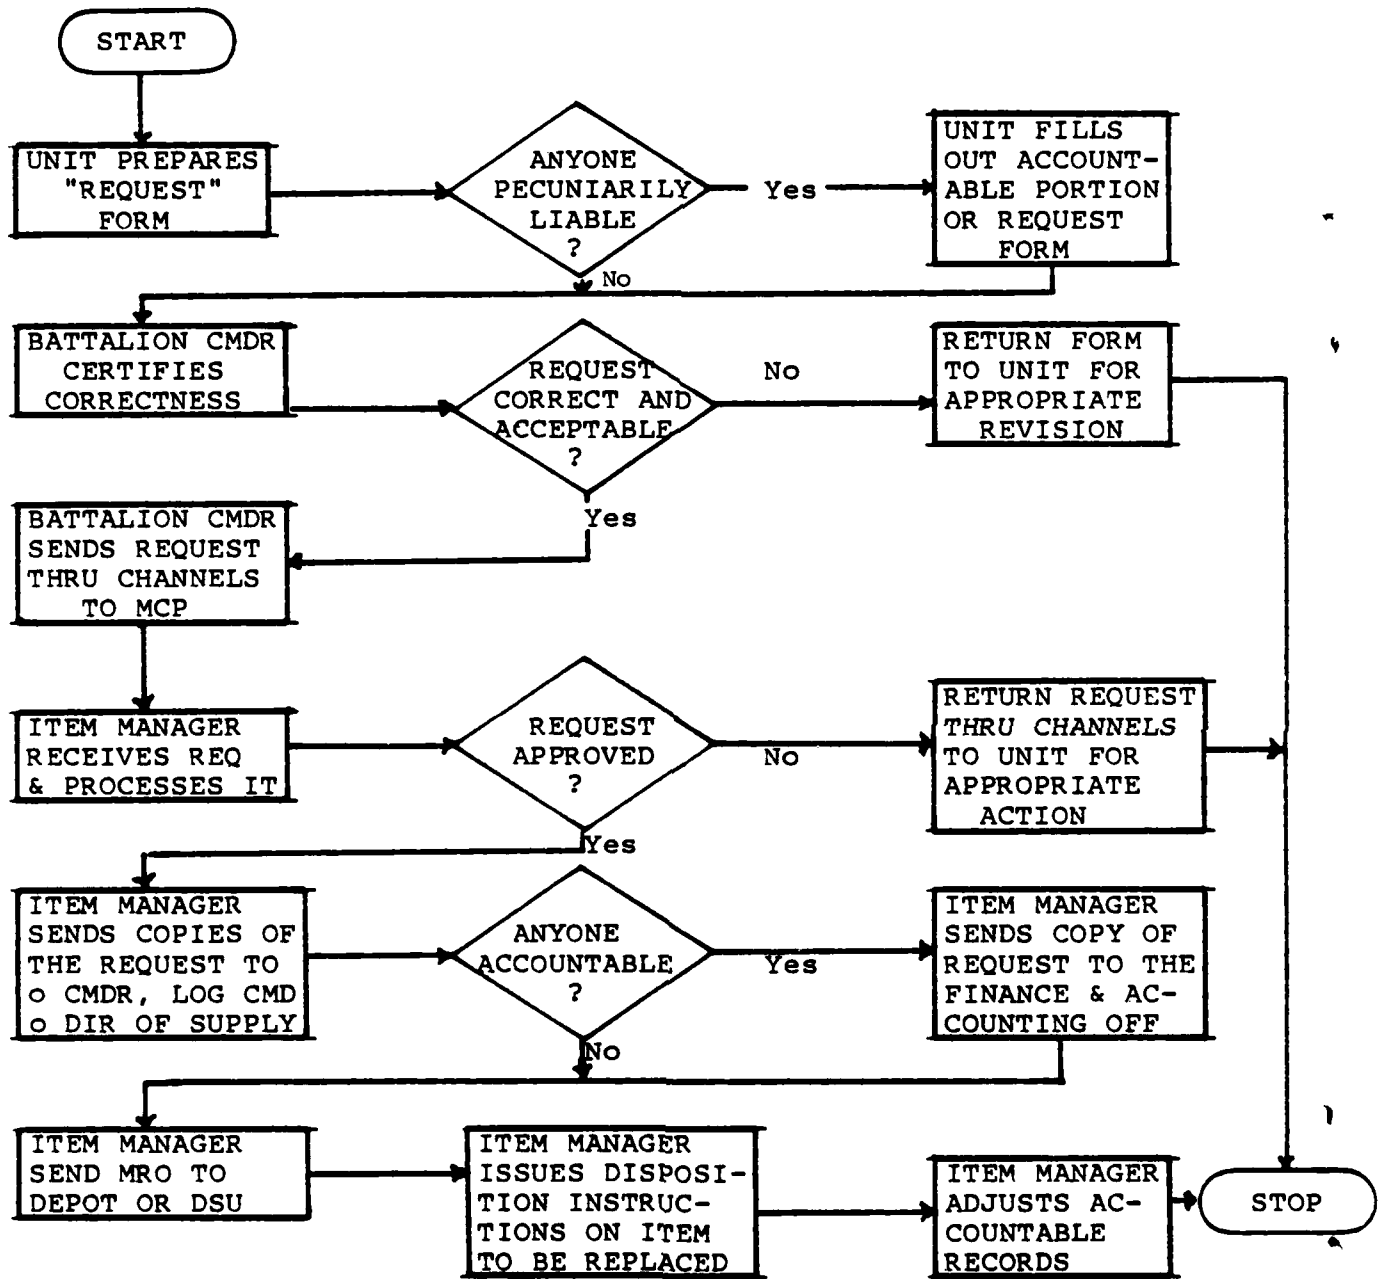 START
UNIT PREPARES
"REQUEST"
FORM
ANYONE
PECUNIARILY
LIABLE
?
Yes
UNIT FILLS
OUT ACCOUNT-
ABLE PORTION
OR REQUEST
FORM
No
BATTALION CMDR
CERTIFIES
CORRECTNESS
REQUEST
CORRECT AND
ACCEPTABLE
?
No
RETURN FORM
TO UNIT FOR
APPROPRIATE
REVISION
Yes
BATTALION CMDR
SENDS REQUEST
THRU CHANNELS
TO MCP
ITEM MANAGER
RECEIVES REQ
& PROCESSES IT
REQUEST
APPROVED
?
No
RETURN REQUEST
THRU CHANNELS
TO UNIT FOR
APPROPRIATE
ACTION
Yes
ITEM MANAGER
SENDS COPIES OF
THE REQUEST TO
o CMDR, LOG CMD
o DIR OF SUPPLY
ANYONE
ACCOUNTABLE
?
Yes
ITEM MANAGER
SENDS COPY OF
REQUEST TO THE
FINANCE & AC-
COUNTING OFF
No
ITEM MANAGER
SEND MRO TO
DEPOT OR DSU
ITEM MANAGER
ISSUES DISPOSI-
TION INSTRUC-
TIONS ON ITEM
TO BE REPLACED
ITEM MANAGER
ADJUSTS AC-
COUNTABLE
RECORDS
STOP